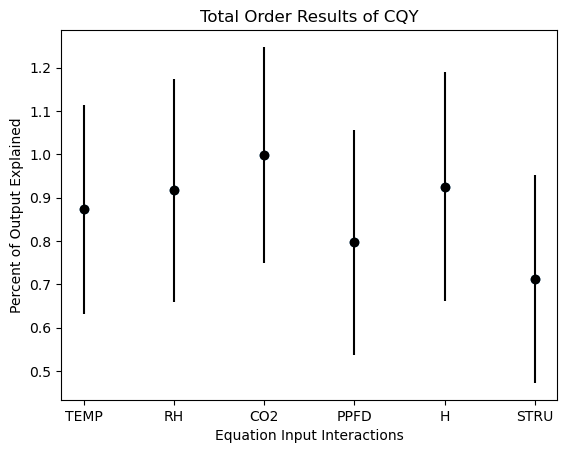 Total Order Results of CQY
Percent of Output Explained
1.2
1.1
1.0
0.9
0.8
0.7
0.6
0.5
TEMP RH CO2 PPFD H STRU
Equation Input Interactions